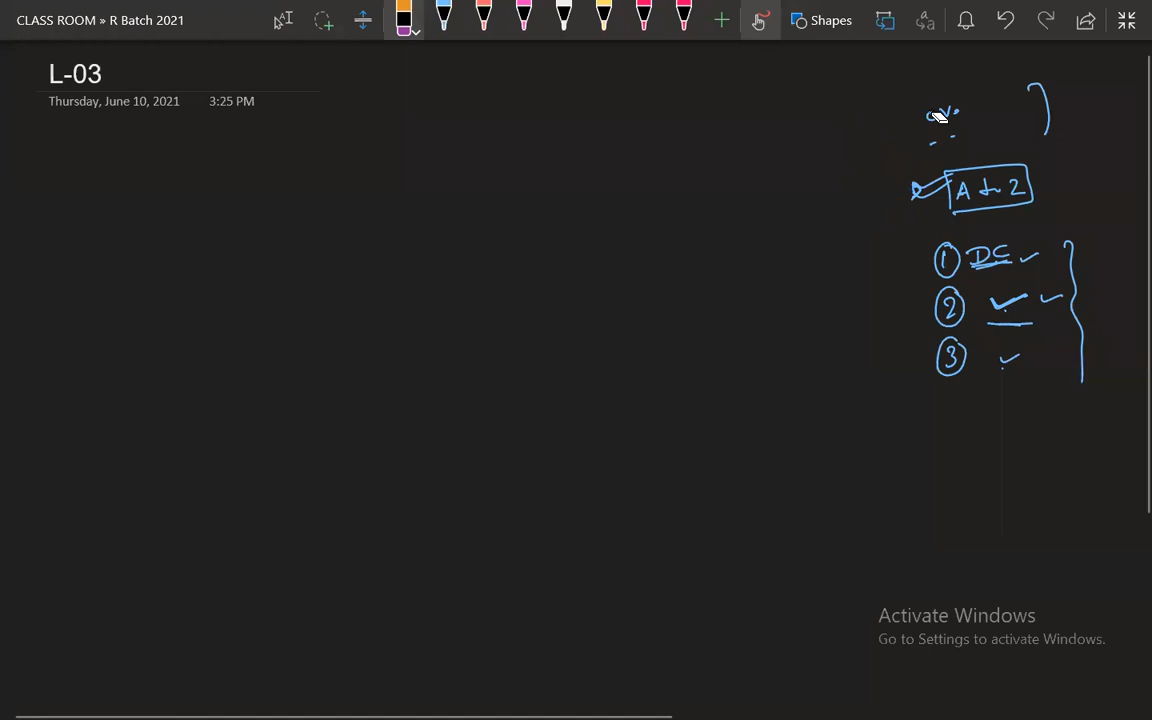 CLASS ROOM » R Batch 2021
Shapes
L-03
Thursday, June 10, 2021 3:25 PM
A to Z
① DC
②
③
Activate Windows
Go to Settings to activate Windows.